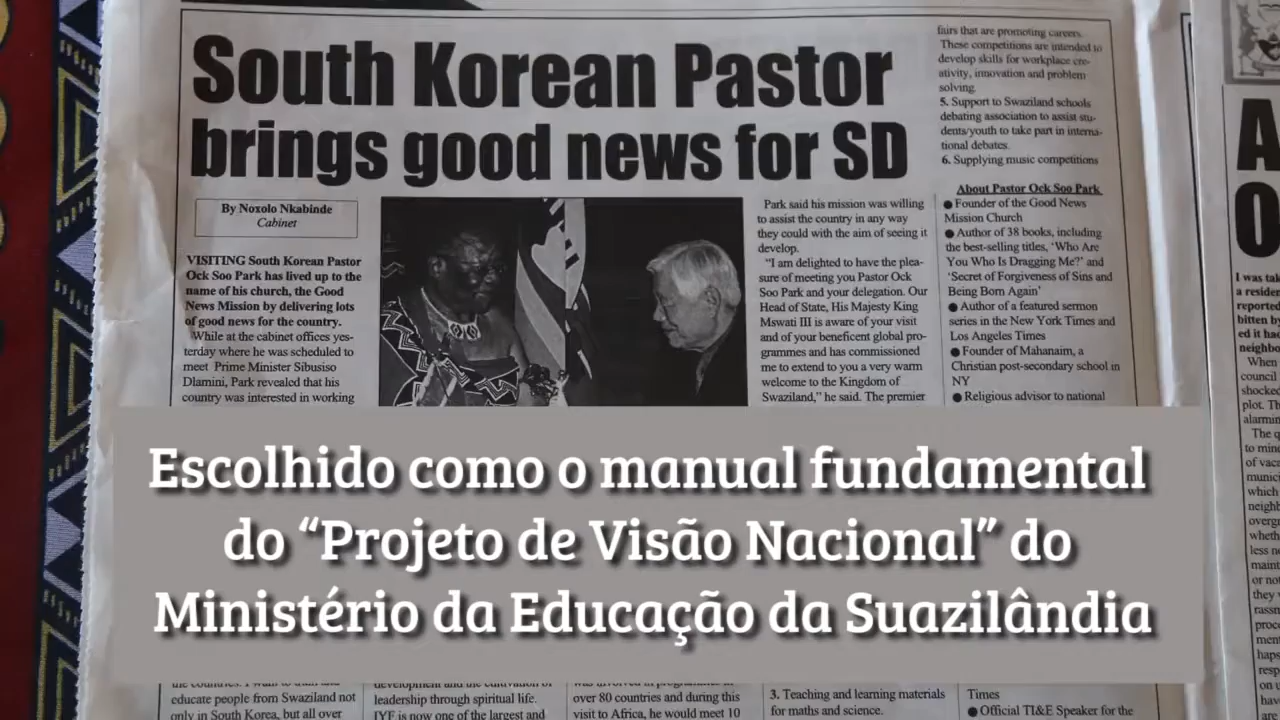 South Korean Pastor
brings good news for SD
By Noxolo Nkabinde
Cabinet
VISITING South Korean Pastor
Ock Soo Park has lived up to the
name of his church, the Good
News Mission by delivering lots
of good news for the country.
While at the cabinet offices yes-
terday where he was scheduled to
meet Prime Minister Sibusiso
Dlamini, Park revealed that his
country was interested in working
Park said his mission was willing
to assist the country in any way
they could with the aim of seeing it
develop.
"I am delighted to have the plea-
sure of meeting you Pastor Ock
Soo Park and your delegation. Our
Head of State, His Majesty King
Mswati III is aware of your visit
and of your beneficent global pro-
grammes and has commissioned
me to extend to you a very warm
welcome to the Kingdom of
Swaziland," he said. The premier
fairs that are promoting careers.
These competitions are intended to
develop skills for workplace cre-
ativity, innovation and problem
solving.
5. Support to Swaziland schools
debating association to assist stu-
dents/youth to take part in interna-
tional debates.
6. Supplying music competitions
About Pastor Ock Soo Park
● Founder of the Good News
Mission Church
● Author of 38 books, including
the best-selling titles, 'Who Are
You Who Is Dragging Me?' and
'Secret of Forgiveness of Sins and
Being Born Again'
● Author of a featured sermon
series in the New York Times and
Los Angeles Times
● Founder of Mahanaim, a
Christian post-secondary school in
NY
● Religious advisor to national
Escolhido como o manual fundamental
do “Projeto de Visão Nacional” do
Ministério da Educação da Suazilândia
educate people from Swaziland not
only in South Korea, but all over
leadership through spiritual life.
IYF is now one of the largest and
over 80 countries and during this
visit to Africa, he would meet 10
3. Teaching and learning materials
for maths and science.
Times
● Official TI&E Speaker for the
I was
a
reported
bitten by
ed it
When
council
shocked
plot.